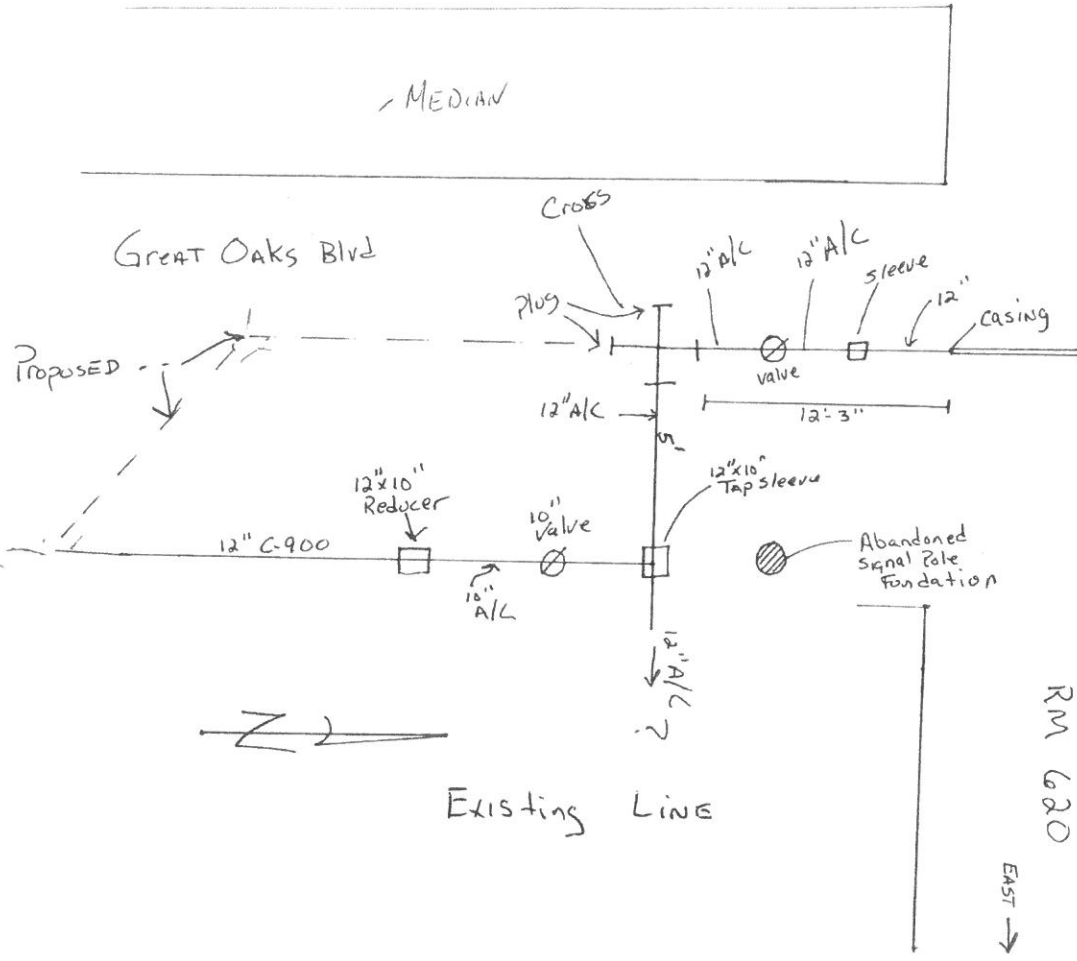 MEDIAN
Cross
Great Oaks Blvd
12" A/C
12" A/C
sleeve
12"
casing
Plug
Proposed
valve
12'-3"
12" A/C
5'
12"x10"
Tap sleeve
12"x10"
Reducer
10"
Valve
12" C-900
10"
A/C
Abandoned
signal Pole
Foundation
12" A/C ?
N
RM 620
Existing Line
EAST